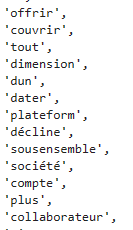 'offrir',
'couvrir',
'tout',
'dimension',
'dun',
'dater',
'plateform',
'décline',
'sousensemble',
'société',
'compte',
'plus',
'collaborateur',